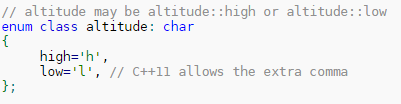 // altitude may be altitude::high or altitude::low
enum class altitude: char
{
     high='h',
     low='l', // C++11 allows the extra comma
};